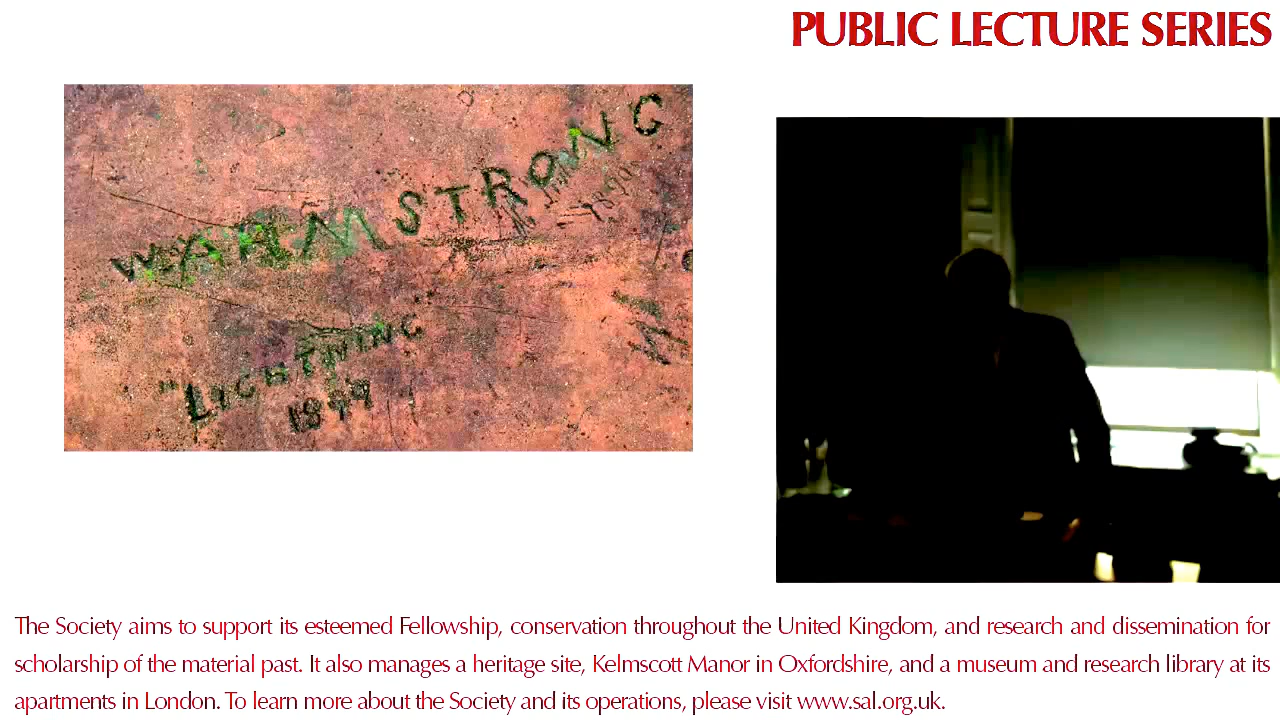 PUBLIC LECTURE SERIES
W. ARMSTRONG
"LIGHTNING"
1899
The Society aims to support its esteemed Fellowship, conservation throughout the United Kingdom, and research and dissemination for
scholarship of the material past. It also manages a heritage site, Kelmscott Manor in Oxfordshire, and a museum and research library at its
apartments in London. To learn more about the Society and its operations, please visit www.sal.org.uk.